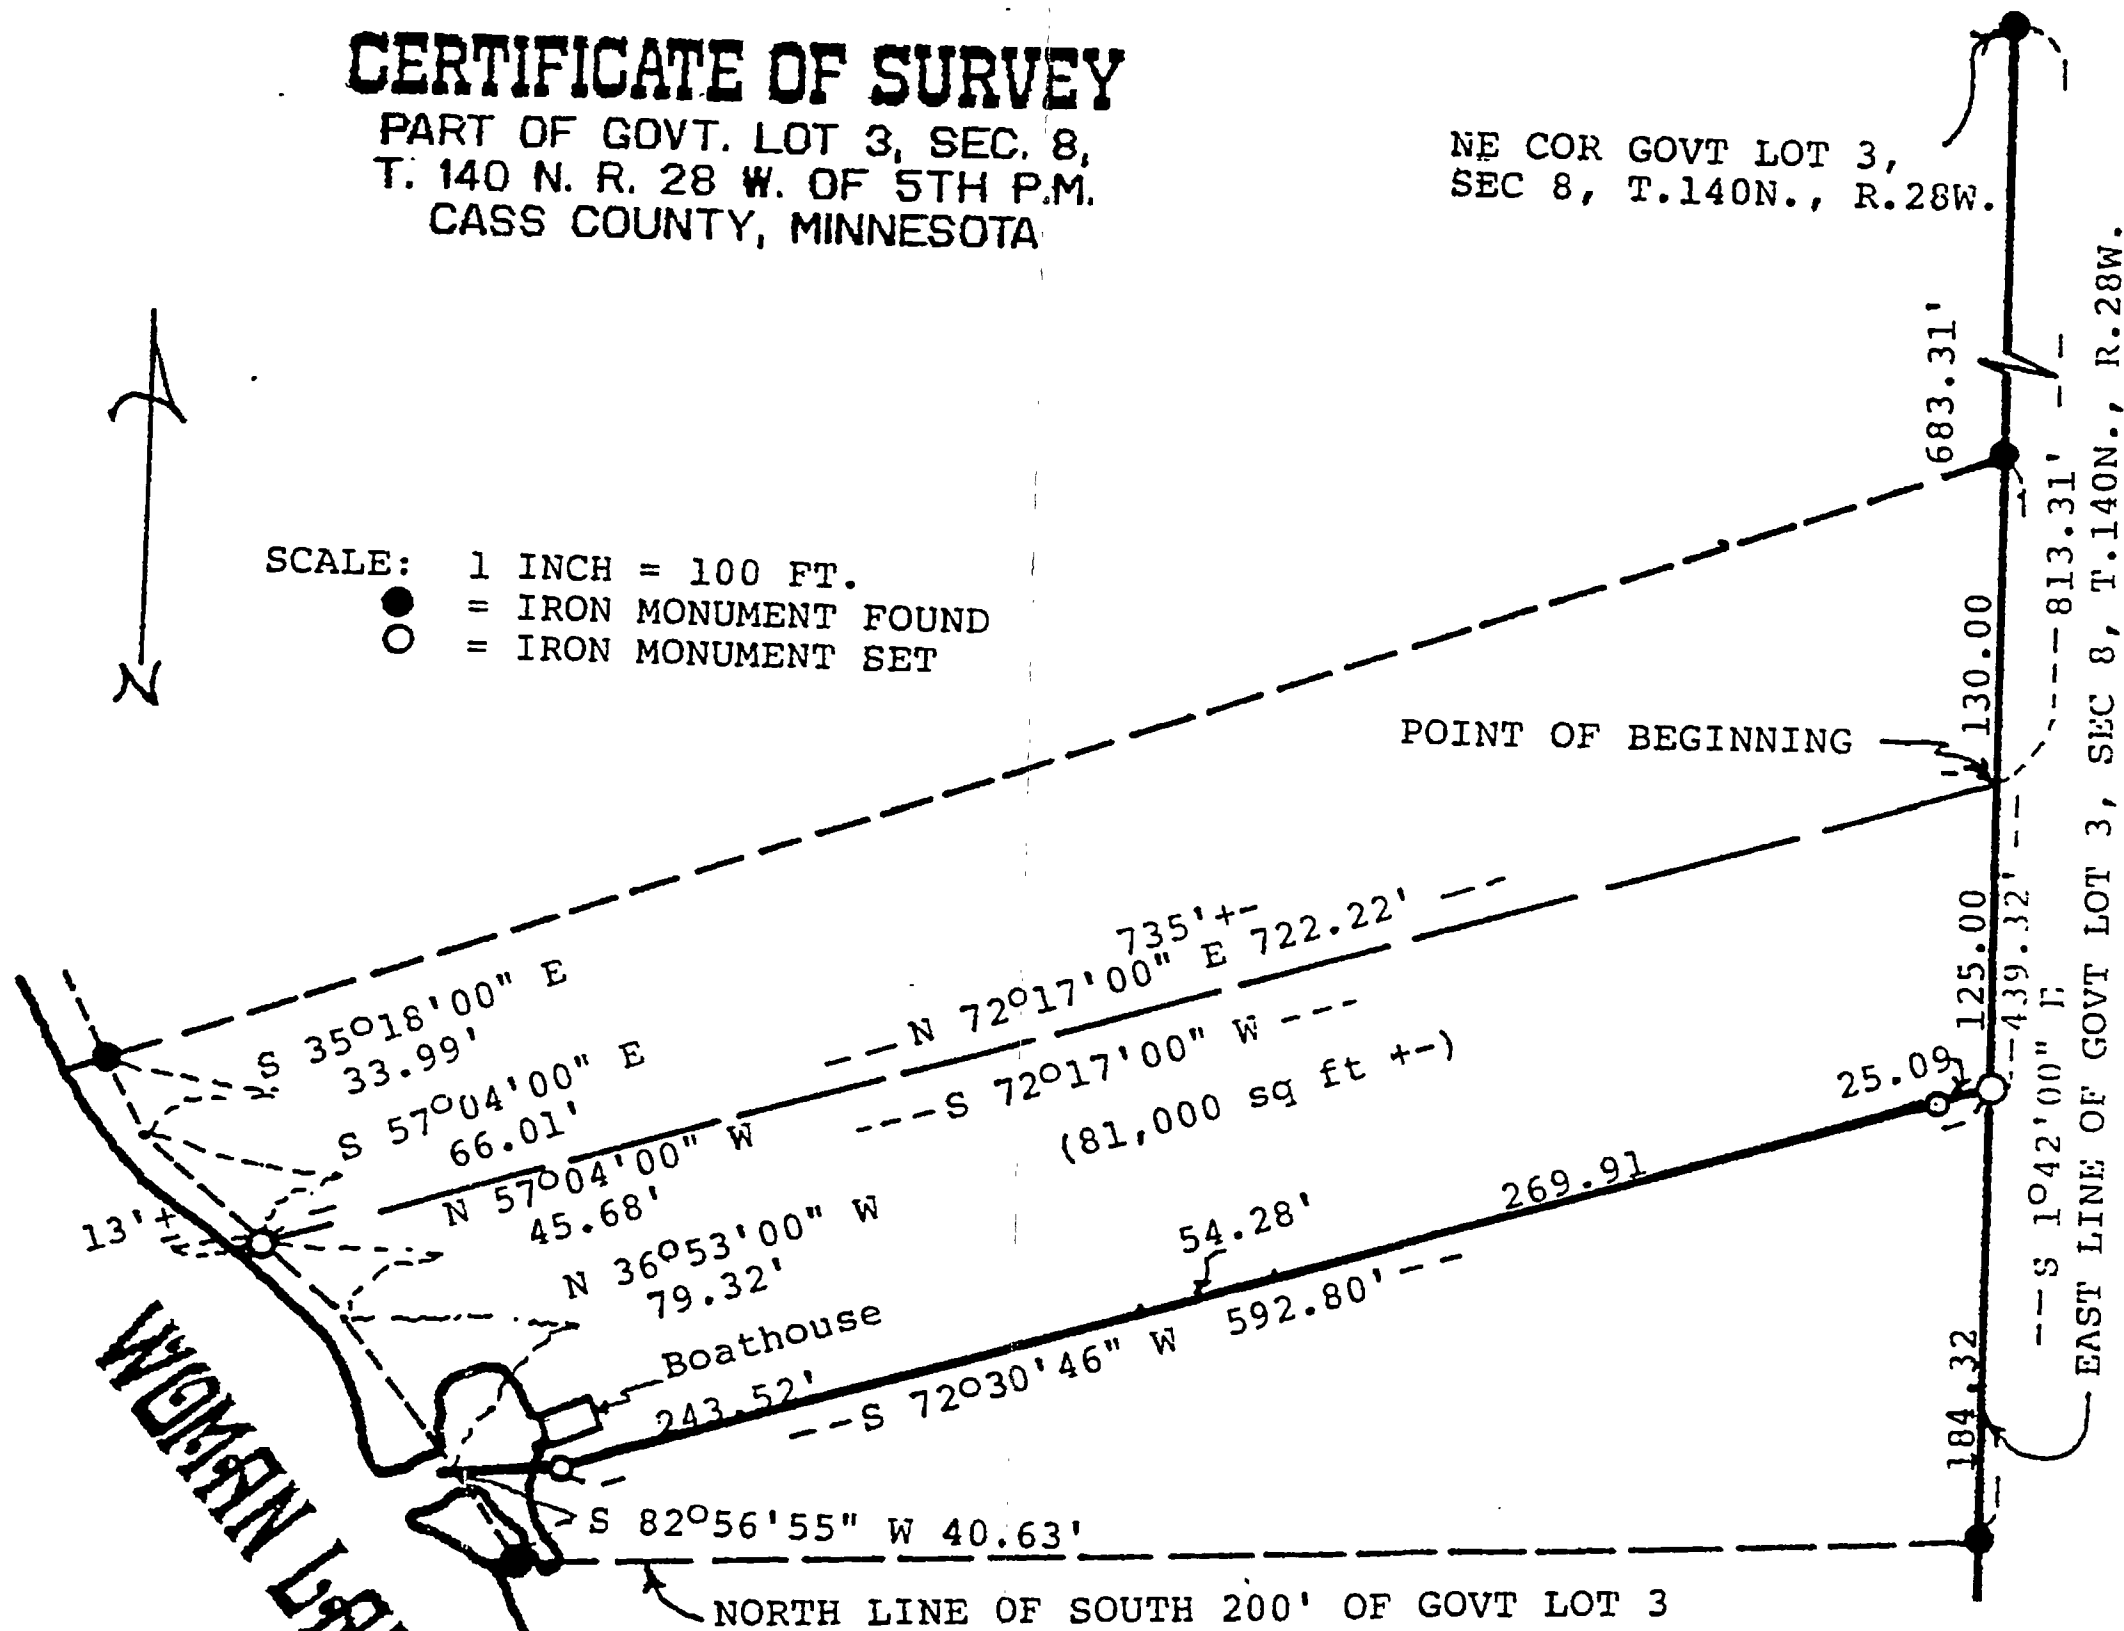 CERTIFICATE OF SURVEY
PART OF GOVT. LOT 3, SEC. 8,
T. 140 N. R. 28 W. OF 5TH P.M.
CASS COUNTY, MINNESOTA
NE COR GOVT LOT 3,
SEC 8, T.140N., R.28W.
N
SCALE: 1 INCH = 100 FT.
= IRON MONUMENT FOUND
= IRON MONUMENT SET
683.31'
813.31'
130.00
POINT OF BEGINNING
735'+-
N 72°17'00" E 722.22'
S 72°17'00" W
(81,000 sq ft +-)
S 35°18'00" E
33.99'
S 57°04'00" E
66.01'
N 57°04'00" W
45.68'
N 36°53'00" W
79.32'
13'+-
Boathouse
243.52'
54.28'
269.91
25.09
125.00
439.32'
S 1°42'00" E
EAST LINE OF GOVT LOT 3, SEC 8, T.140N., R.28W.
184.32
S 72°30'46" W 592.80'
S 82°56'55" W 40.63'
NORTH LINE OF SOUTH 200' OF GOVT LOT 3
WOMAN